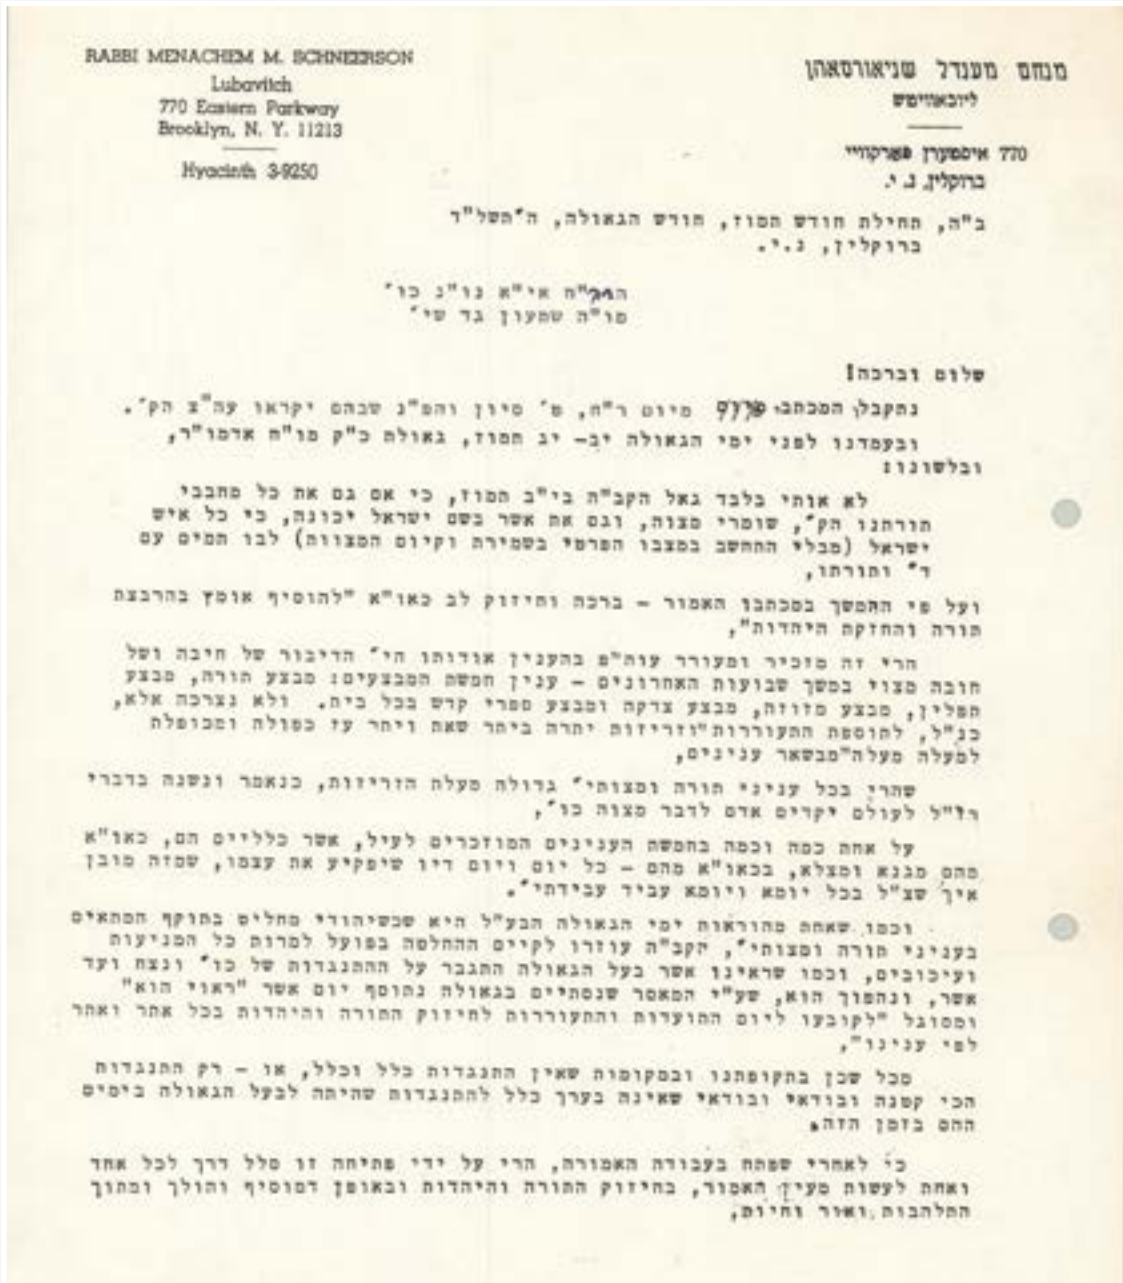 RABBI MENACHEM M. SCHNEERSON
Lubavitch
770 Eastern Parkway
Brooklyn, N. Y. 11213
Hyacinth 3-9250
מנחם מענדל שניאורסאהן
ליובאוויטש
770 איסטערן פארקוויי
ברוקלין, נ. י.
ב"ה, תחילת חודש תמוז, חודש הגאולה, ה'תשל"ד
ברוקלין, נ.י.
אי"א נו"נ כו'
מו"ה שמעון גד שי'
שלום וברכה!
נתקבל המכתב מיום ר"ח, ט' סיון והפ"נ שבהם יקראו עה"צ הק'.
ובעמדנו לפני ימי הגאולה יב- יג תמוז, גאולת כ"ק מו"ח אדמו"ר,
ובלשונו:
לא אותי בלבד גאל הקב"ה בי"ב תמוז, כי אם גם את כל מחבבי
תורתנו הק', שומרי מצוה, וגם את אשר בשם ישראל יכונה, כי כל איש
ישראל (מבלי התחשב במצבו הפרטי בשמירת וקיום המצוות) לבו תמים עם
ד' ותורתו,
ועל פי ההמשך במכתבו האמור - ברכה וחיזוק לב כאו"א "להוסיף אומץ בהרבצת
תורה והחזקת היהדות",
הרי זה מזכיר ומעורר עוה"פ בהענין אודותו הי' הדיבור של חיבה ושל
חובה מצוי במשך שבועות האחרונים - ענין חמשת המבצעים: מבצע תורה, מבצע
תפלין, מבצע מזוזה, מבצע צדקה ומבצע ספרי קדש בכל בית. ולא נצרכה אלא,
כנ"ל, לתוספת התעוררות וזריזות יתרה ביתר שאת ויתר עז כפולה ומכופלת
למעלה מעלה מבשאר ענינים,
שהרי בכל עניני תורה ומצותי' גדולה מעלת הזריזות, כנאמר ונשנה בדברי
רז"ל לעולם יקדים אדם לדבר מצוה כו',
על אחת כמה וכמה בחמשת הענינים המוזכרים לעיל, אשר כלליים הם, כאו"א
מהם מגנא ומצלא, בכאו"א מהם - כל יום ויום דיו שיפקיע את עצמו, שמזה מובן
איך שצ"ל בכל יומא ויומא עביד עבידתי'.
וכמו שאחת מהוראות ימי הגאולה הבע"ל היא שכשיהודי מחליט בתוקף המתאים
בעניני תורה ומצותי', הקב"ה עוזרו לקיים ההחלטה בפועל למרות כל המניעות
ועיכובים, וכמו שראינו אשר בעל הגאולה התגבר על ההתנגדות של כו' ונצח ועד
אשר, ונהפוך הוא, שע"י המאסר שנסתיים בגאולה נתוסף יום אשר "ראוי הוא"
ומסוגל "לקובעו ליום התועדות והתעוררות לחיזוק התורה והיהדות בכל אתר ואתר
לפי ענינו",
מכל שכן בתקופתנו ובמקומות שאין התנגדות כלל וכלל, או - רק התנגדות
הכי קטנה ובודאי ובודאי שאינה בערך כלל להתנגדות שהיתה לבעל הגאולה בימים
ההם בזמן הזה.
כי לאחרי שפתח בעבודה האמורה, הרי על ידי פתיחה זו סלל דרך לכל אחד
ואחת לעשות מעין האמור, בחיזוק התורה והיהדות ובאופן דמוסיף והולך ומתוך
התלהבות ואור וחיות,